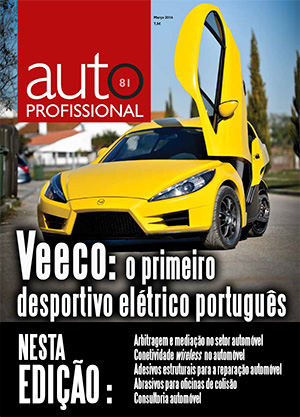 Março 2016
auto
81
PROFISSIONAL
Veeco: o primeiro
desportivo elétrico português
NESTA
EDIÇÃO :
Arbitragem e mediação no setor automóvel
Conetividade wireless no automóvel
Adesivos estruturais para a reparação automóvel
Abrasivos para oficinas de colisão
Consultoria automóvel